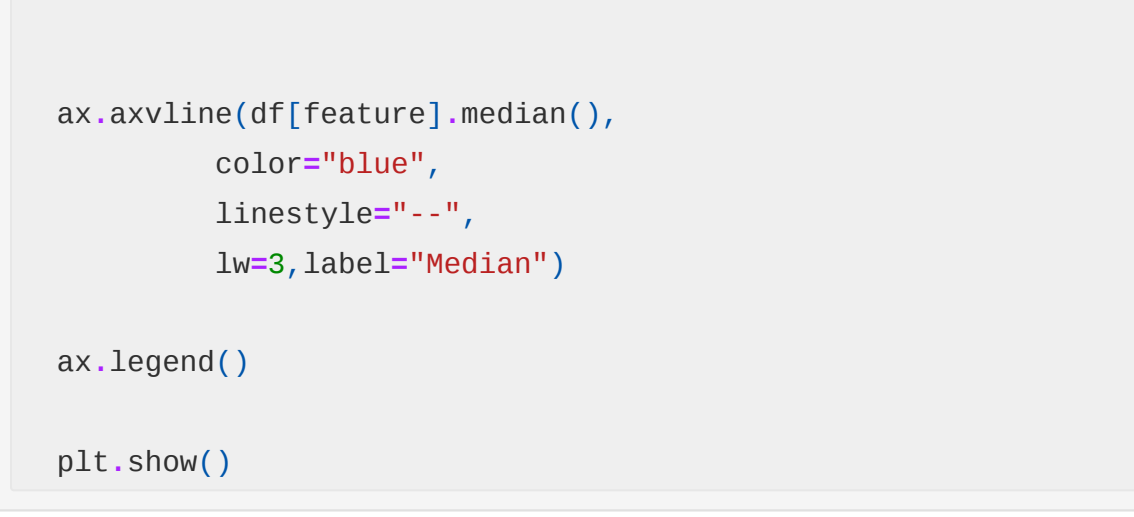 ax.axvline(df[feature].median(),
color="blue",
linestyle="--",
lw=3,label="Median")
ax.legend()
plt.show()